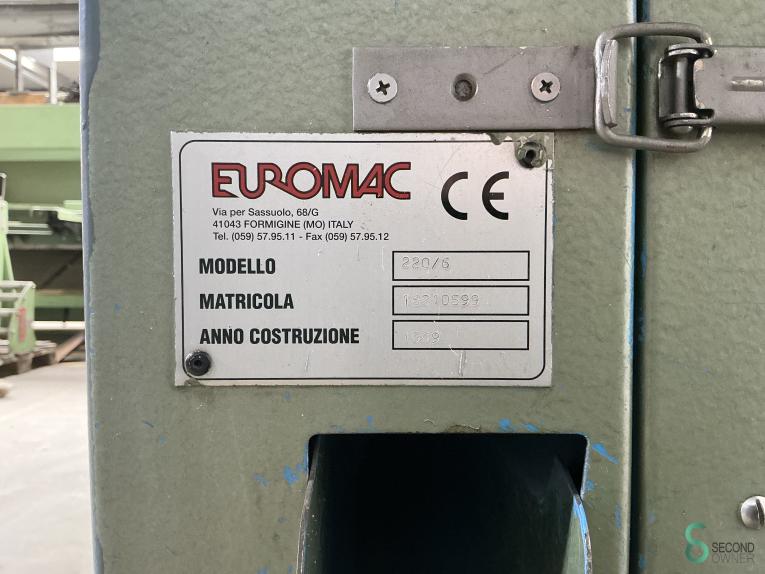 EUROMAC
CE
Via per Sassuolo, 68/G
41043 FORMIGINE (MO) ITALY
Tel. (059) 57.95.11 - Fax (059) 57.95.12
MODELLO 220/6
MATRICOLA
ANNO COSTRUZIONE
SECOND
OWNER